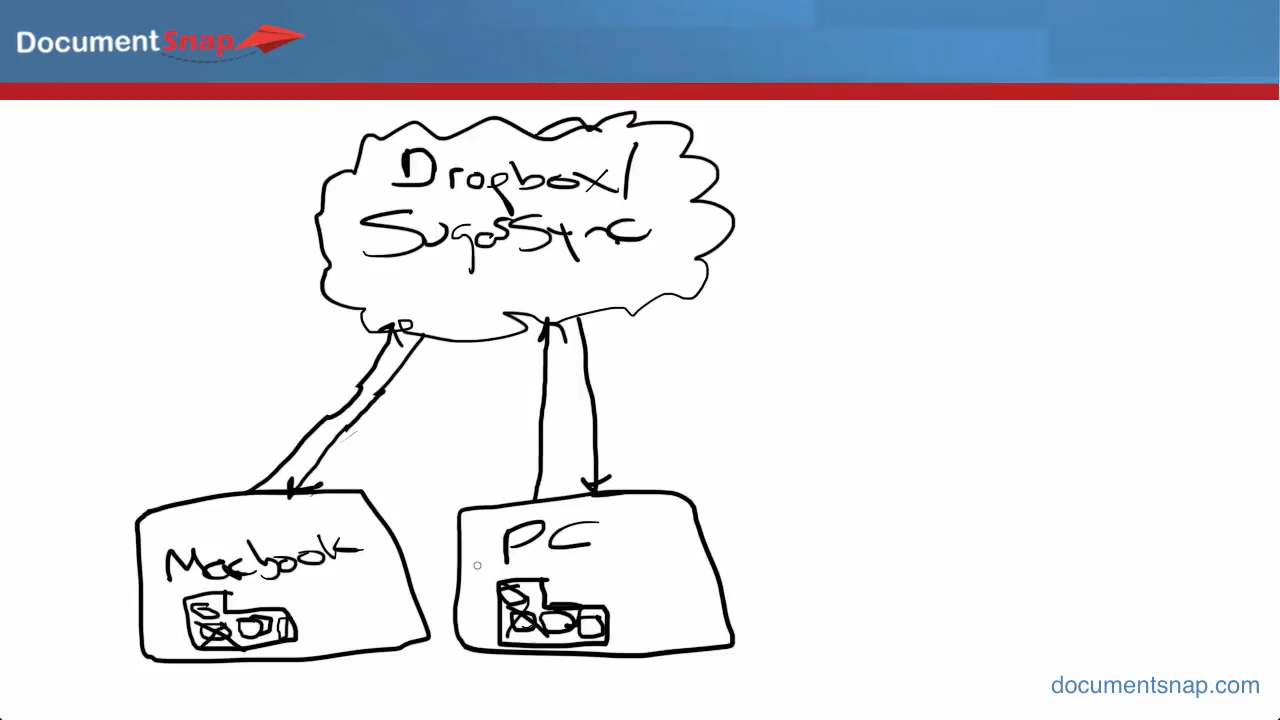 DocumentSnap
Dropbox/
SugarSync
Macbook
PC
documentsnap.com